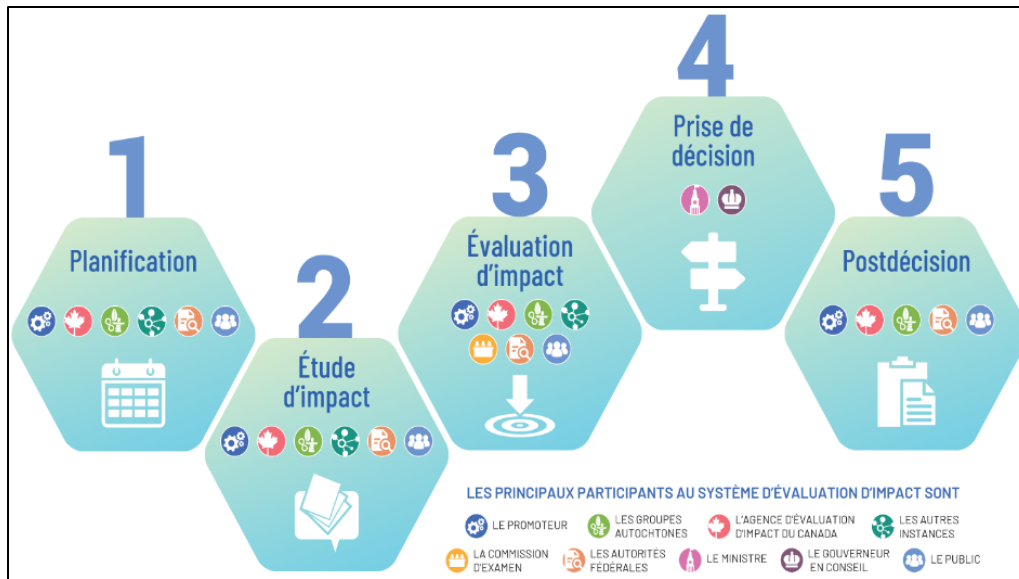 1
Planification
2
Étude
d'impact
3
Évaluation
d'impact
4
Prise de
décision
5
Postdécision
LES PRINCIPAUX PARTICIPANTS AU SYSTÈME D'ÉVALUATION D'IMPACT SONT
LE PROMOTEUR
LES GROUPES
AUTOCHTONES
L'AGENCE D'ÉVALUATION
D'IMPACT DU CANADA
LES AUTRES
INSTANCES
LA COMMISSION
D'EXAMEN
LES AUTORITÉS
FÉDÉRALES
LE MINISTRE
LE GOUVERNEUR
EN CONSEIL
LE PUBLIC